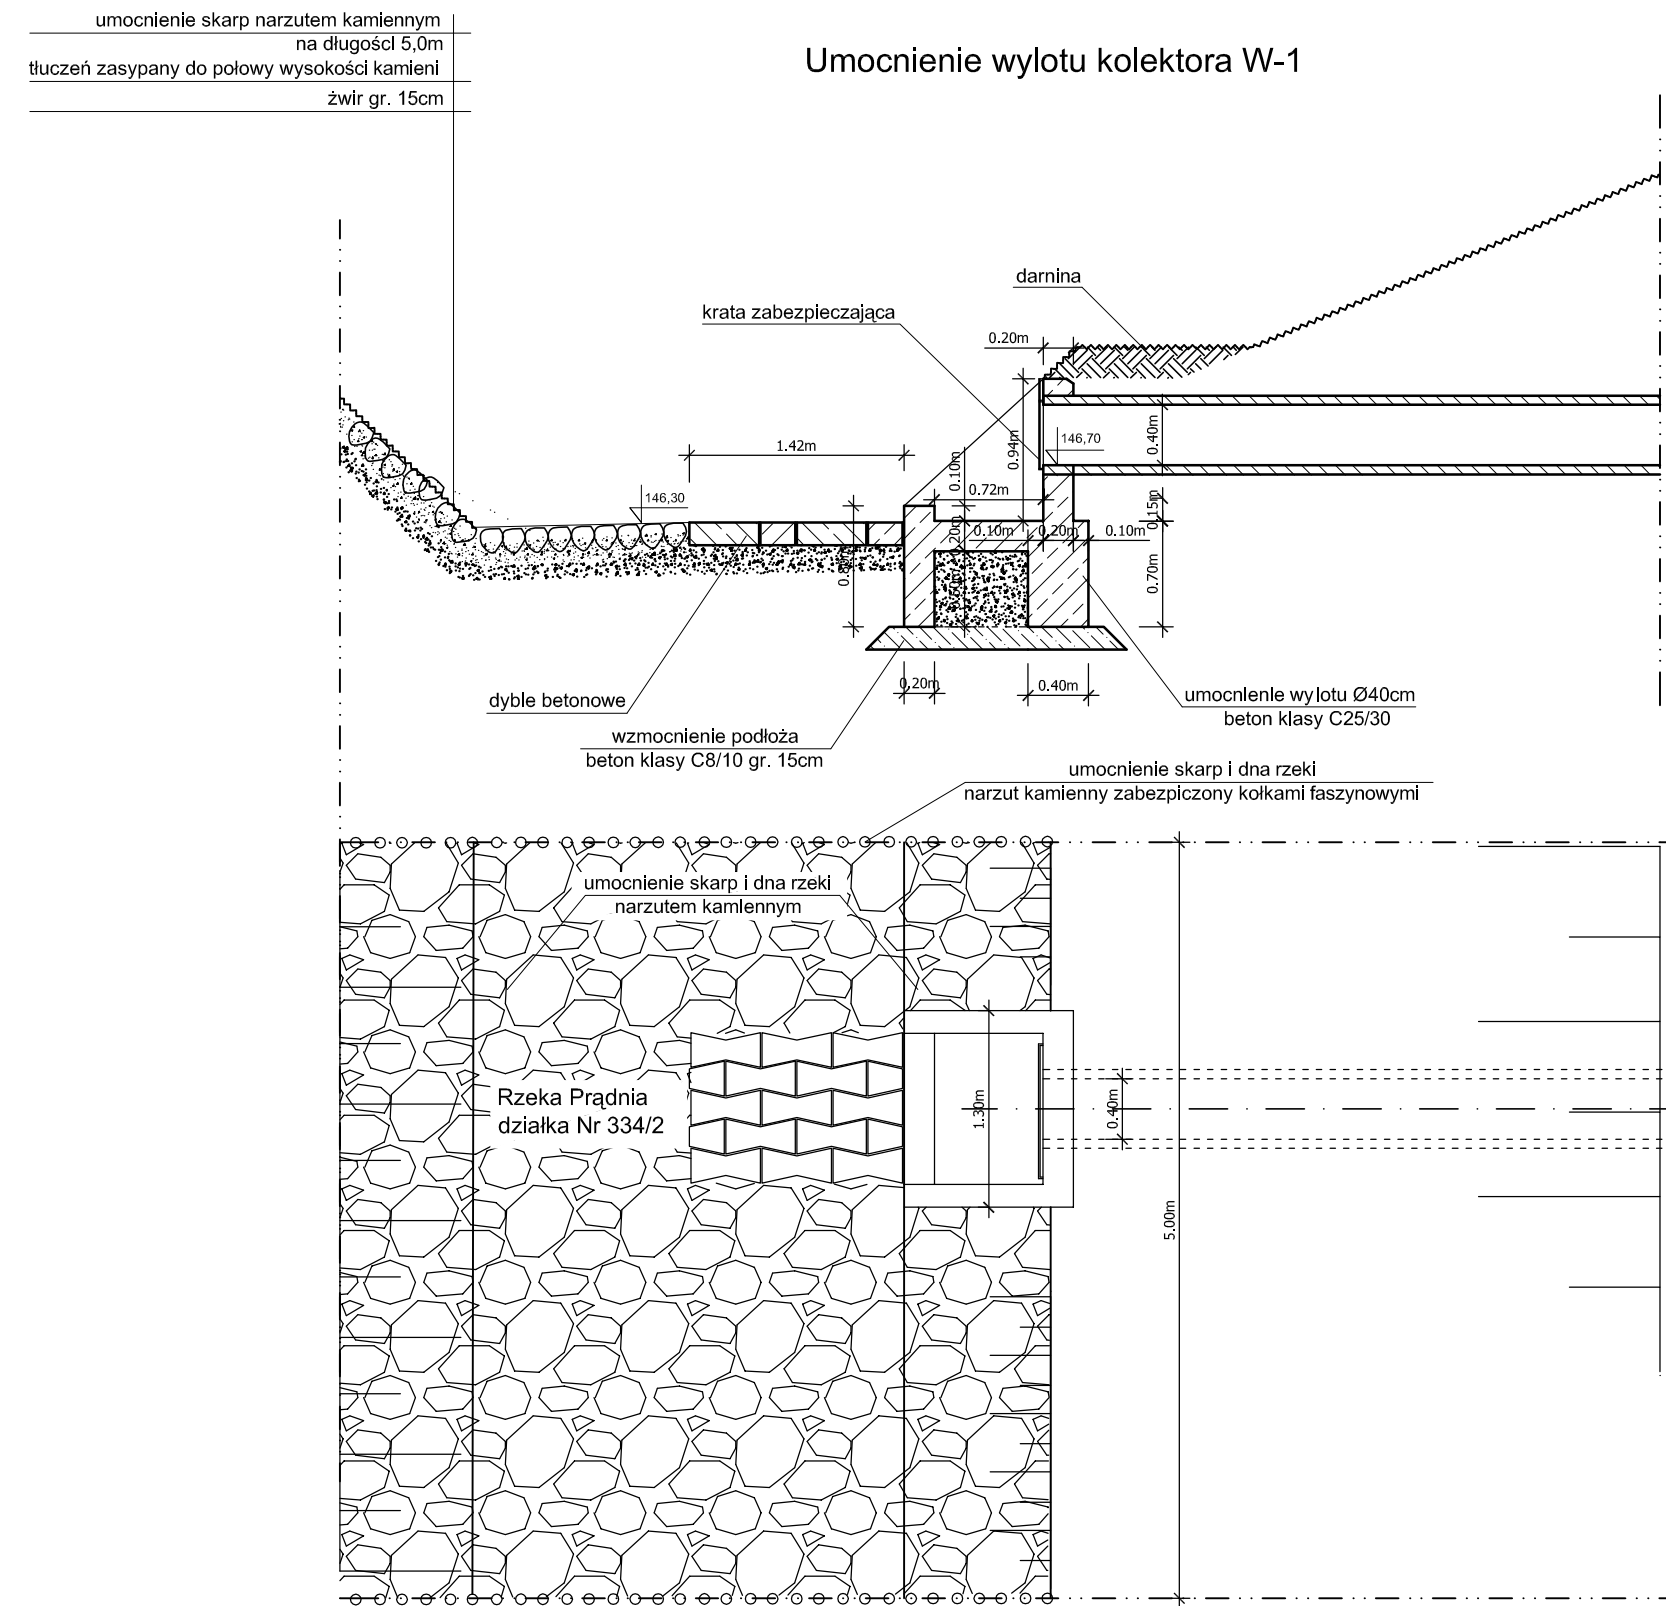 umocnienie skarp narzutem kamiennym
na długości 5,0m
tłuczeń zasypany do połowy wysokości kamieni
żwir gr. 15cm
Umocnienie wylotu kolektora W-1
darnina
krata zabezpieczająca
0.20m
1.42m
146,30
0.10m
0.94m
146,70
0.40m
0.72m
0.15m
0.20m
0.10m
0.20m
0.10m
0.70m
0.20m
0.40m
dyble betonowe
umocnienie wylotu Ø40cm
beton klasy C25/30
wzmocnienie podłoża
beton klasy C8/10 gr. 15cm
umocnienie skarp i dna rzeki
narzut kamienny zabezpiczony kołkami faszynowymi
umocnienie skarp i dna rzeki
narzutem kamiennym
Rzeka Prądnia
działka Nr 334/2
1.30m
0.40m
5.00m